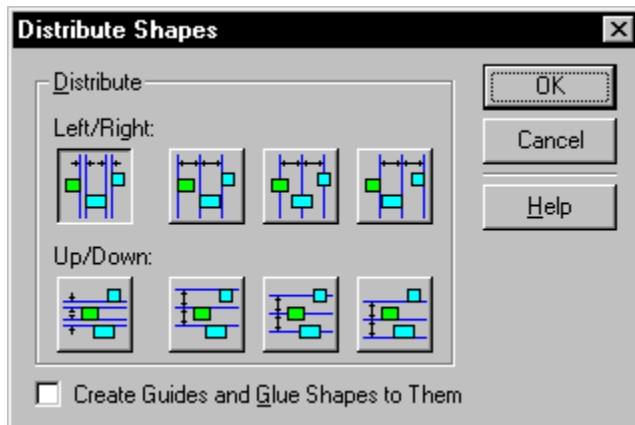 Distribute Shapes
Distribute
Left/Right:
Up/Down:
Create Guides and Glue Shapes to Them
OK
Cancel
Help